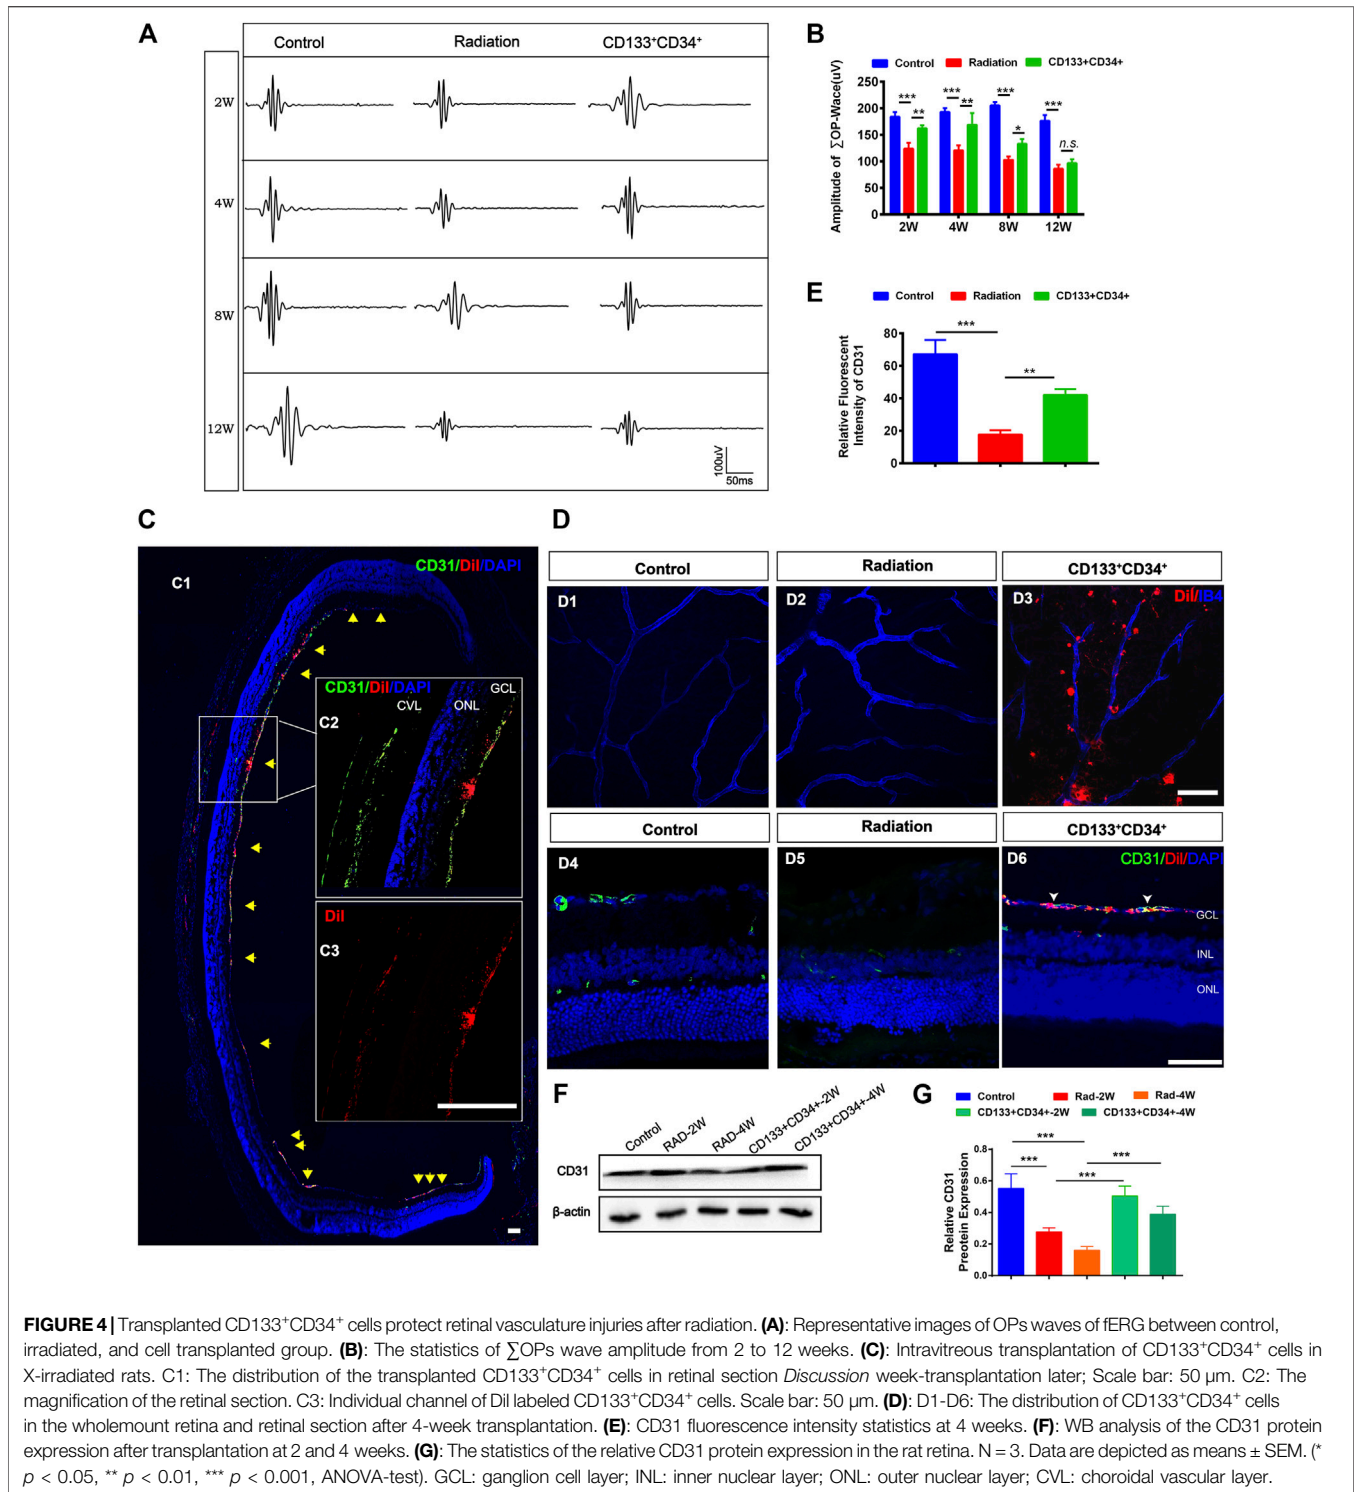 A
Control
Radiation
CD133⁺CD34⁺
2W
4W
8W
12W
100uV
50ms
B
Control
Radiation
CD133+CD34+
Amplitude of ∑OP-Wace(uV)
250
200
150
100
50
0
***
**
***
**
***
*
***
n.s.
2W
4W
8W
12W
E
Control
Radiation
CD133+CD34+
Relative Fluorescent
Intensity of CD31
80
60
40
20
0
***
**
C
C1
CD31/Dil/DAPI
CD31/Dil/DAPI
GCL
CVL
ONL
C2
Dil
C3
D
Control
Radiation
CD133⁺CD34⁺
D1
D2
D3
Dil/IB4
Control
Radiation
CD133⁺CD34⁺
D4
D5
D6
CD31/Dil/DAPI
GCL
INL
ONL
F
Control
RAD-2W
RAD-4W
CD133+CD34+-2W
CD133+CD34+-4W
CD31
β-actin
G
Control
Rad-2W
Rad-4W
CD133+CD34+-2W
CD133+CD34+-4W
Relative CD31
Preotein Expression
0.8
0.6
0.4
0.2
0.0
***
***
***
***
FIGURE 4 | Transplanted CD133⁺CD34⁺ cells protect retinal vasculature injuries after radiation. (A): Representative images of OPs waves of fERG between control,
irradiated, and cell transplanted group. (B): The statistics of ∑OPs wave amplitude from 2 to 12 weeks. (C): Intravitreous transplantation of CD133⁺CD34⁺ cells in
X-irradiated rats. C1: The distribution of the transplanted CD133⁺CD34⁺ cells in retinal section Discussion week-transplantation later; Scale bar: 50 µm. C2: The
magnification of the retinal section. C3: Individual channel of Dil labeled CD133⁺CD34⁺ cells. Scale bar: 50 µm. (D): D1-D6: The distribution of CD133⁺CD34⁺ cells
in the wholemount retina and retinal section after 4-week transplantation. (E): CD31 fluorescence intensity statistics at 4 weeks. (F): WB analysis of the CD31 protein
expression after transplantation at 2 and 4 weeks. (G): The statistics of the relative CD31 protein expression in the rat retina. N = 3. Data are depicted as means ± SEM. (*
p < 0.05, ** p < 0.01, *** p < 0.001, ANOVA-test). GCL: ganglion cell layer; INL: inner nuclear layer; ONL: outer nuclear layer; CVL: choroidal vascular layer.